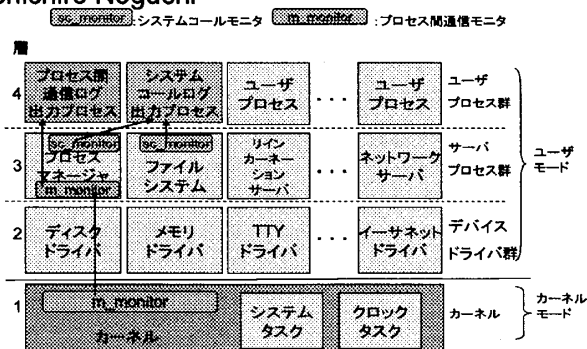 sc_monitor :システムコールモニタ m_monitor :プロセス間通信モニタ
層
4
プロセス間
通信ログ
出力プロセス
システム
コールログ
出力プロセス
ユーザ
プロセス
. . .
ユーザ
プロセス
ユーザ
プロセス群
3
sc_monitor
プロセス
マネージャ
m_monitor
sc_monitor
ファイル
システム
リイン
カーネー
ション
サーバ
. . .
ネットワーク
サーバ
サーバ
プロセス群
ユーザ
モード
2
ディスク
ドライバ
メモリ
ドライバ
TTY
ドライバ
. . .
イーサネット
ドライバ
デバイス
ドライバ群
1
m_monitor
カーネル
システム
タスク
クロック
タスク
カーネル
カーネル
モード